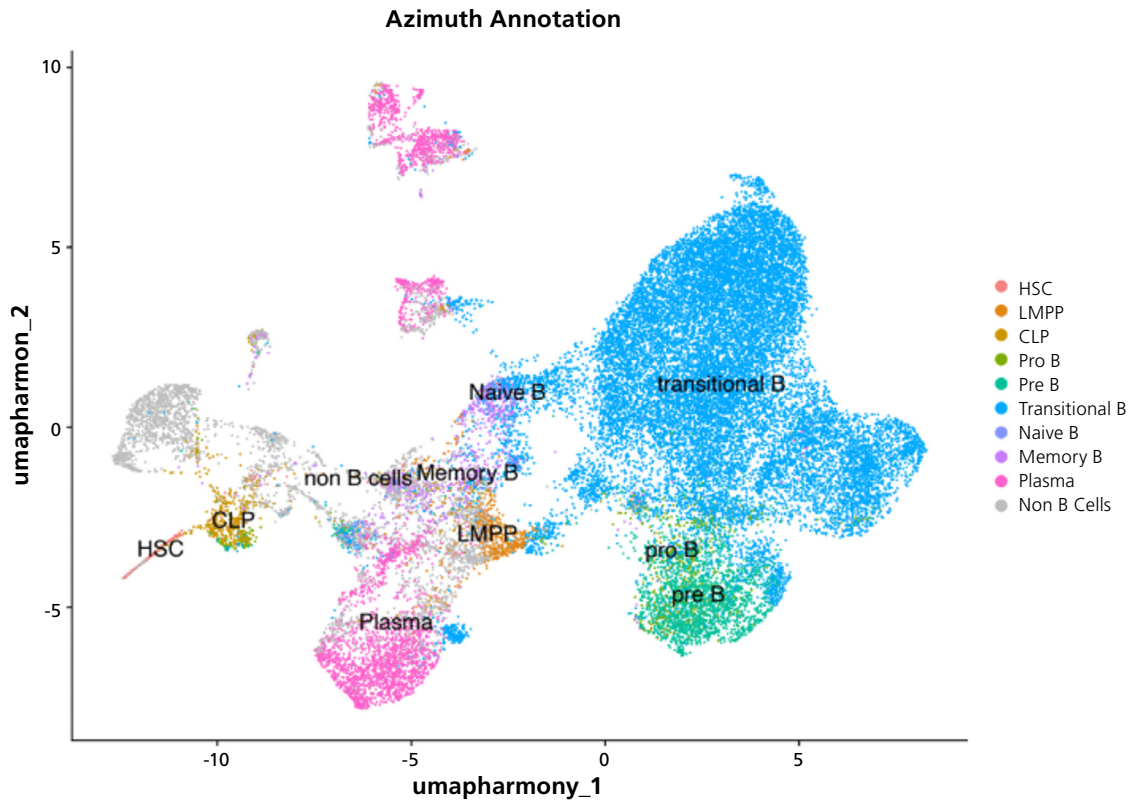 Azimuth Annotation
umapharmon_2
10
5
0
-5
-10
-5
0
5
umapharmony_1
transitional B
Naive B
non B cells
Memory B
CLP
LMPP
HSC
pro B
pre B
Plasma
HSC
LMPP
CLP
Pro B
Pre B
Transitional B
Naive B
Memory B
Plasma
Non B Cells